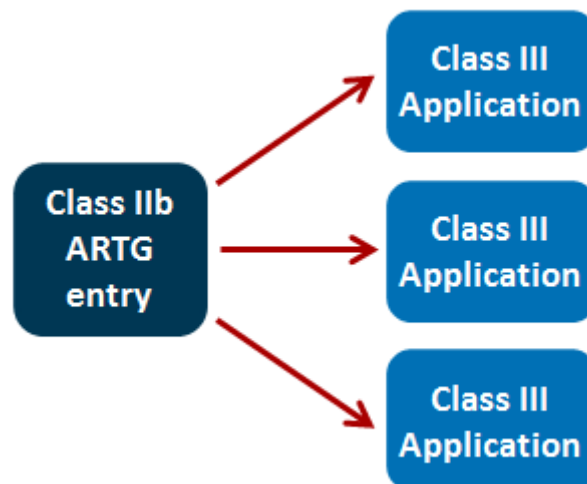 Class III
Application
Class IIb
ARTG
entry
Class III
Application
Class III
Application